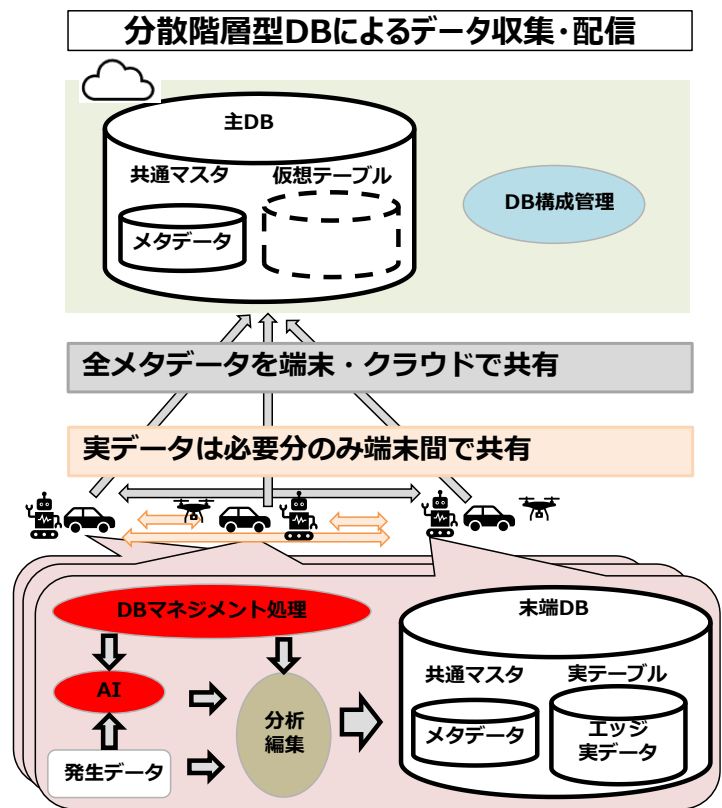 分散階層型DBによるデータ収集・配信
主DB
共通マスタ 仮想テーブル
メタデータ
DB構成管理
全メタデータを端末・クラウドで共有
実データは必要分のみ端末間で共有
DBマネジメント処理
AI
発生データ
分析
編集
末端DB
共通マスタ 実テーブル
メタデータ
エッジ
実データ